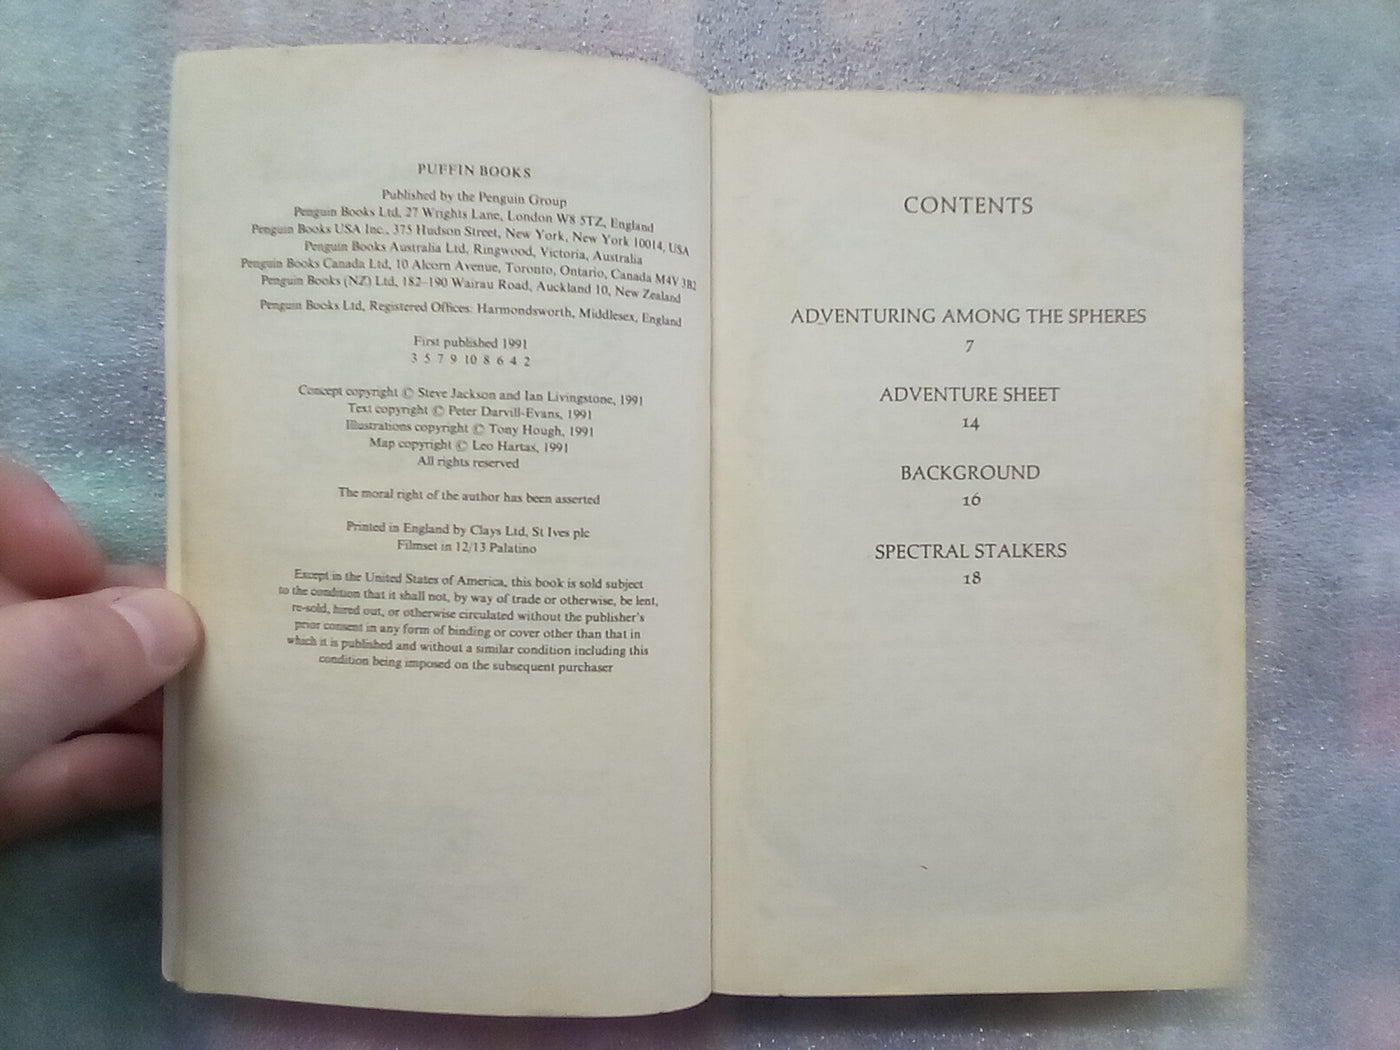 PUFFIN BOOKS
Published by the Penguin Group
Penguin Books Ltd, 27 Wrights Lane, London W8 5TZ, England
Penguin Books USA Inc., 375 Hudson Street, New York, New York 10014, USA
Penguin Books Australia Ltd, Ringwood, Victoria, Australia
Penguin Books Canada Ltd, 10 Alcorn Avenue, Toronto, Ontario, Canada M4V 3B2
Penguin Books (NZ) Ltd, 182–190 Wairau Road, Auckland 10, New Zealand
Penguin Books Ltd, Registered Offices: Harmondsworth, Middlesex, England
First published 1991
3 5 7 9 10 8 6 4 2
Concept copyright © Steve Jackson and Ian Livingstone, 1991
Text copyright © Peter Darvill-Evans, 1991
Illustrations copyright © Tony Hough, 1991
Map copyright © Leo Hartas, 1991
All rights reserved
The moral right of the author has been asserted
Printed in England by Clays Ltd, St Ives plc
Filmset in 12/13 Palatino
Except in the United States of America, this book is sold subject
to the condition that it shall not, by way of trade or otherwise, be lent,
re-sold, hired out, or otherwise circulated without the publisher's
prior consent in any form of binding or cover other than that in
which it is published and without a similar condition including this
condition being imposed on the subsequent purchaser
CONTENTS
ADVENTURING AMONG THE SPHERES
7
ADVENTURE SHEET
14
BACKGROUND
16
SPECTRAL STALKERS
18